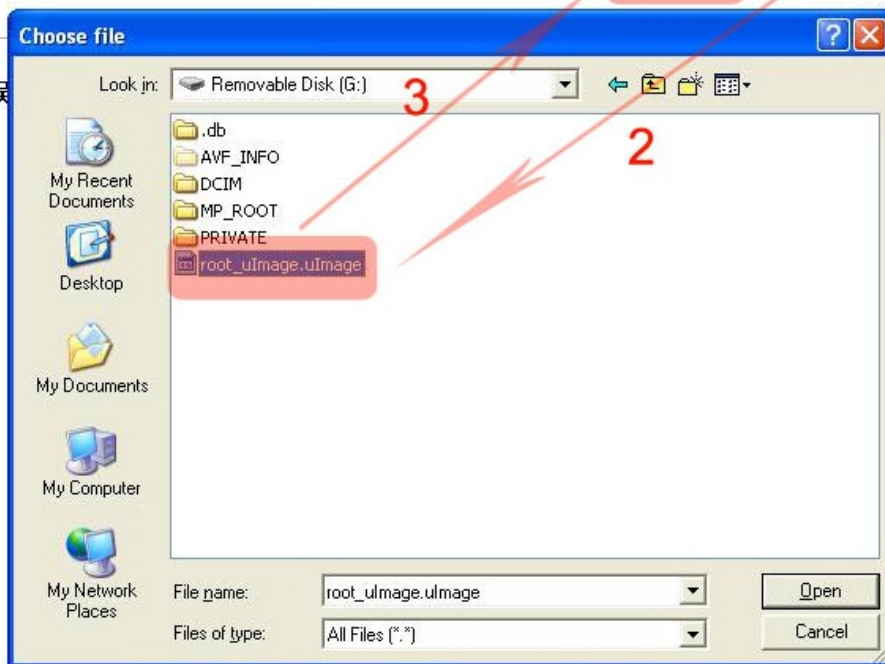 Choose file
Look in:
Removable Disk (G:)
3
2
.db
AVF_INFO
DCIM
MP_ROOT
PRIVATE
root_uImage.uImage
My Recent
Documents
Desktop
My Documents
My Computer
My Network
Places
File name:
root_uImage.uImage
Open
Files of type:
All Files (*.*)
Cancel